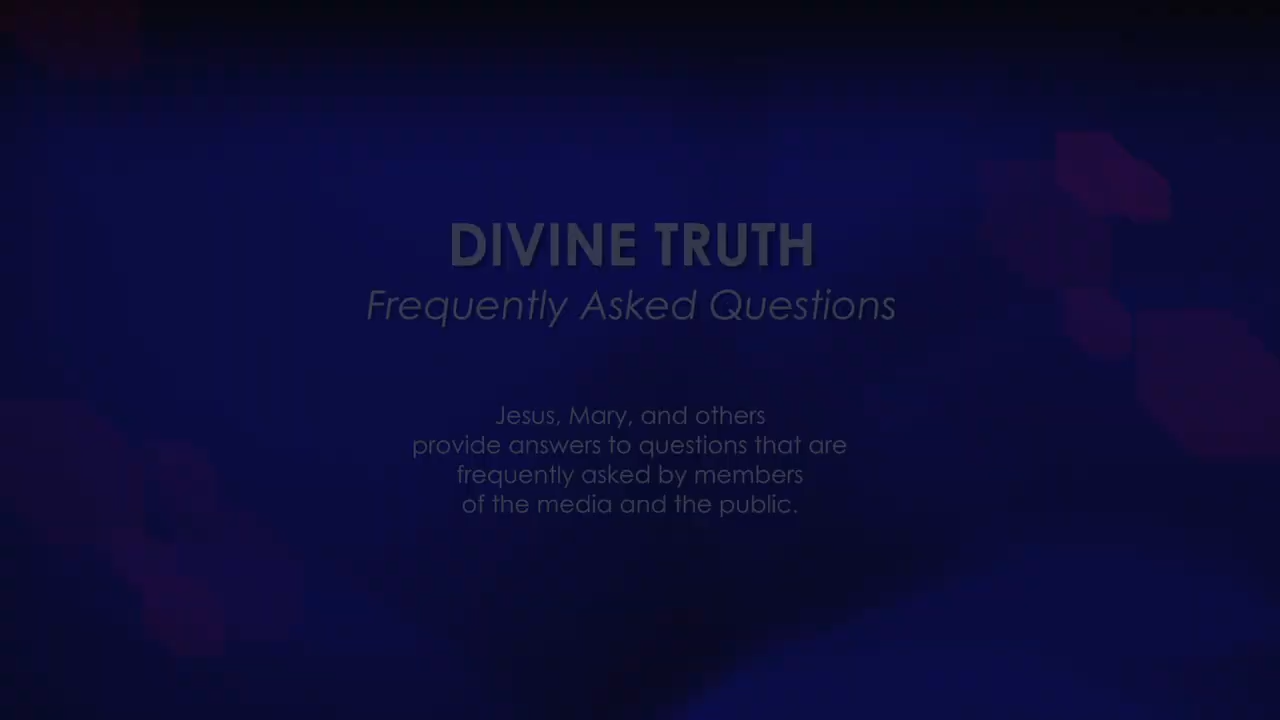 DIVINE TRUTH
Frequently Asked Questions
Jesus, Mary, and others
provide answers to questions that are
frequently asked by members
of the media and the public.